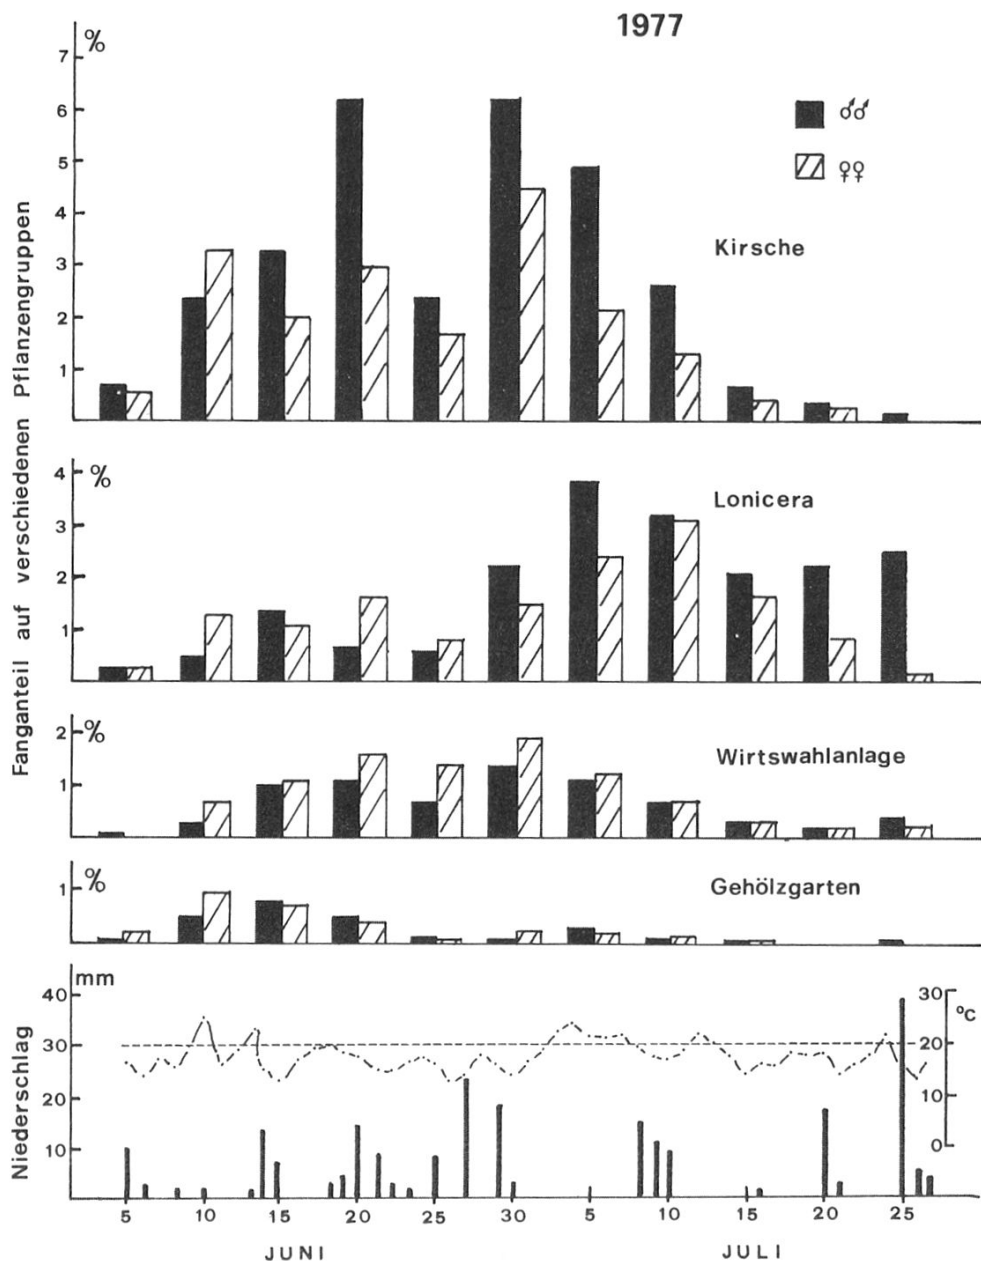 1977
Fanganteil auf verschiedenen Pflanzengruppen
%
7
6
5
4
3
2
1
♂♂
♀♀
Kirsche
%
4
3
2
1
Lonicera
%
2
1
Wirtswahlanlage
%
1
Gehölzgarten
Niederschlag
mm
40
30
20
10
30
20
10
0
°C
5 10 15 20 25 30 5 10 15 20 25
JUNI JULI